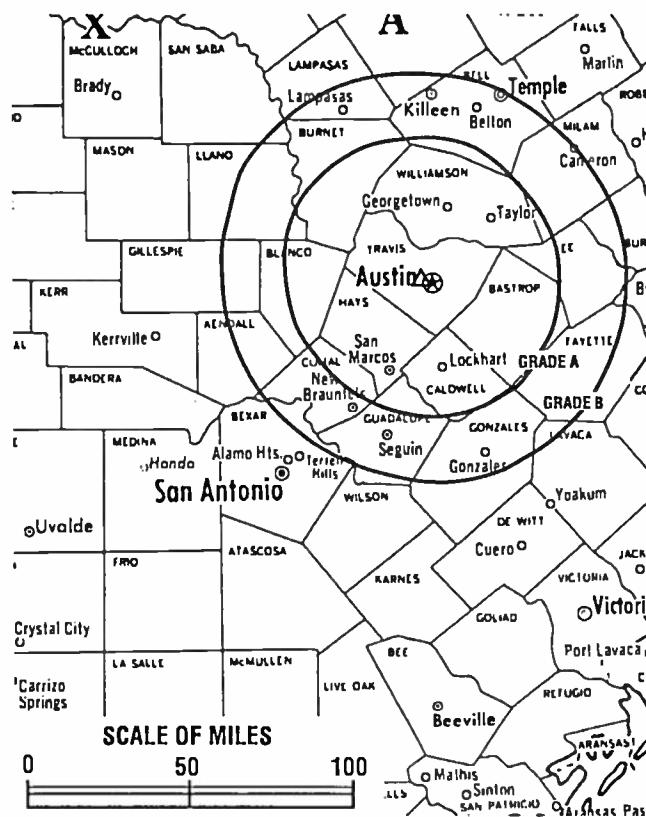 X
A
McCULLOCH
SAN SABA
FALLS
Marlin
LAMPASAS
BELL
Temple
Brady
Lampasas
Killeen
Belton
BURNET
MILAM
Cameron
MASON
LLANO
WILLIAMSON
Georgetown
Taylor
GILLESPIE
BLANCO
TRAVIS
Austin
KERR
HAYS
BASTROP
KENDALL
San
Marcos
FAYETTE
Kerrville
Lockhart
GRADE A
COMAL
BANDERA
New
Braunfels
CALDWELL
GRADE B
BEXAR
GUADALUPE
GONZALES
LAVACA
MEDINA
Alamo Hts.
Terrell
Hills
Seguin
Hondo
Gonzales
San Antonio
WILSON
Yoakum
Uvalde
DE WITT
Cuero
FRIO
ATASCOSA
KARNES
VICTORIA
GOLIAD
Crystal City
BEE
Port Lavaca
LA SALLE
McMULLEN
LIVE OAK
REFUGIO
Carrizo
Springs
Beeville
SCALE OF MILES
ARANSAS
0 50 100
Mathis
Sinton
SAN PATRICIO
Aransas Pas